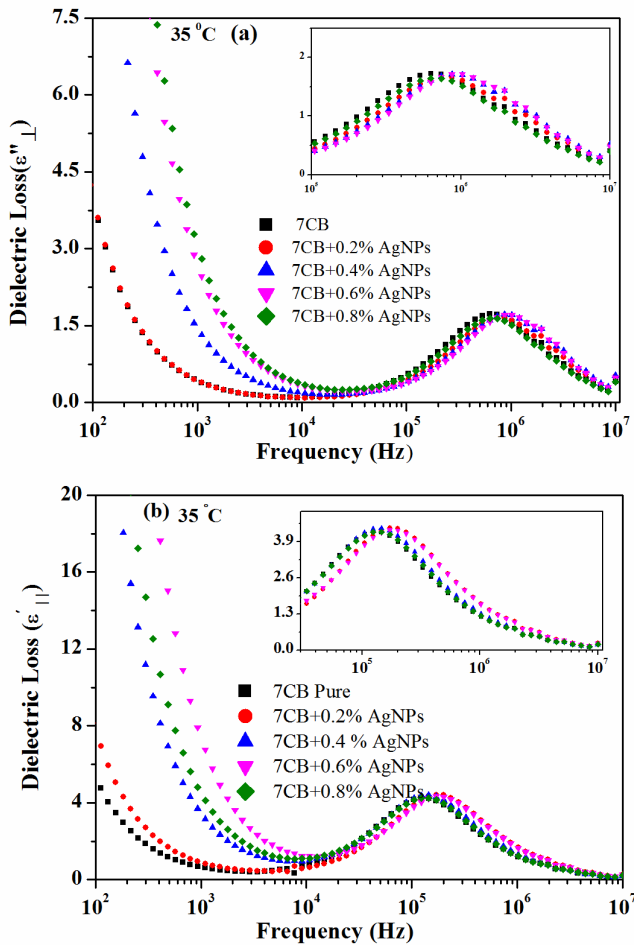 35 ⁰C (a)
7.5
6.0
4.5
3.0
1.5
0.0
Dielectric Loss(ε"⊥)
2
1
0
10⁵ 10⁶ 10⁷
7CB
7CB+0.2% AgNPs
7CB+0.4% AgNPs
7CB+0.6% AgNPs
7CB+0.8% AgNPs
10² 10³ 10⁴ 10⁵ 10⁶ 10⁷
Frequency (Hz)
(b) 35 °C
20
16
12
8
4
0
Dielectric Loss (ε′||)
3.9
2.6
1.3
0.0
10⁵ 10⁶ 10⁷
7CB Pure
7CB+0.2% AgNPs
7CB+0.4 % AgNPs
7CB+0.6% AgNPs
7CB+0.8% AgNPs
10² 10³ 10⁴ 10⁵ 10⁶ 10⁷
Frequency (Hz)